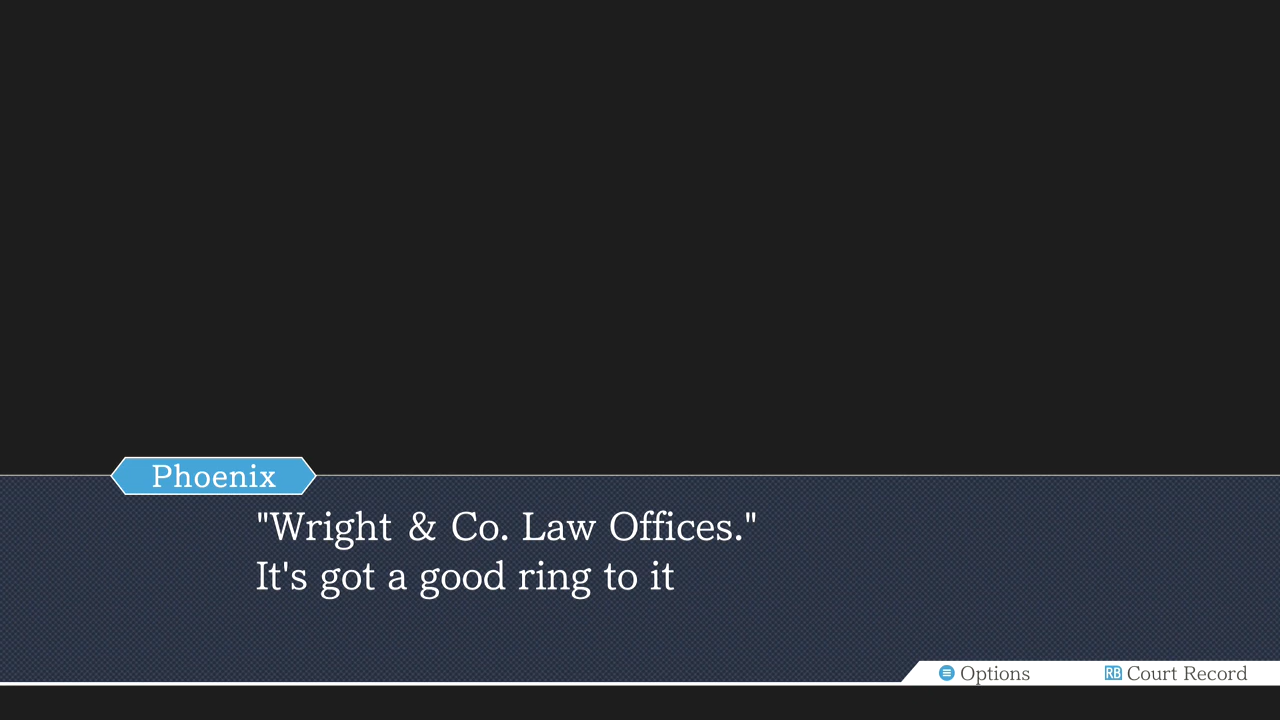 Phoenix
"Wright & Co. Law Offices."
It's got a good ring to it
Options
RB Court Record